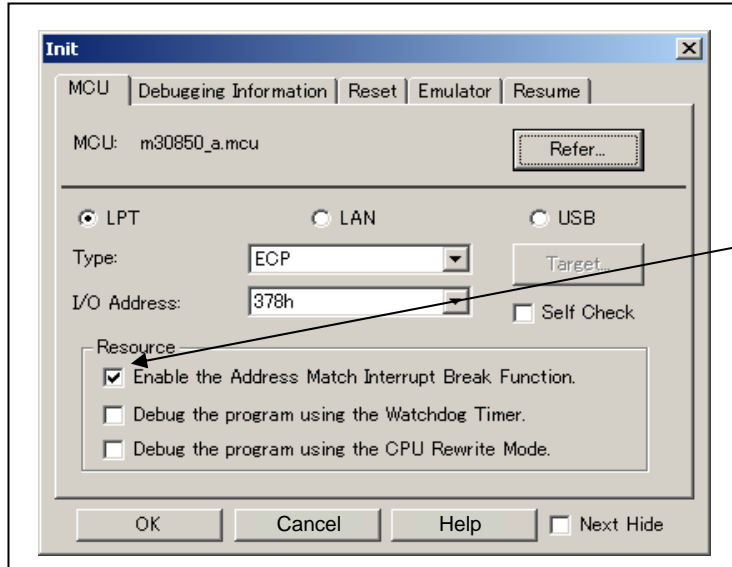 Init
MCU Debugging Information Reset Emulator Resume
MCU: m30850_a.mcu Refer...
LPT LAN USB
Type: ECP Target...
I/O Address: 378h Self Check
Resource
Enable the Address Match Interrupt Break Function.
Debug the program using the Watchdog Timer.
Debug the program using the CPU Rewrite Mode.
OK Cancel Help Next Hide